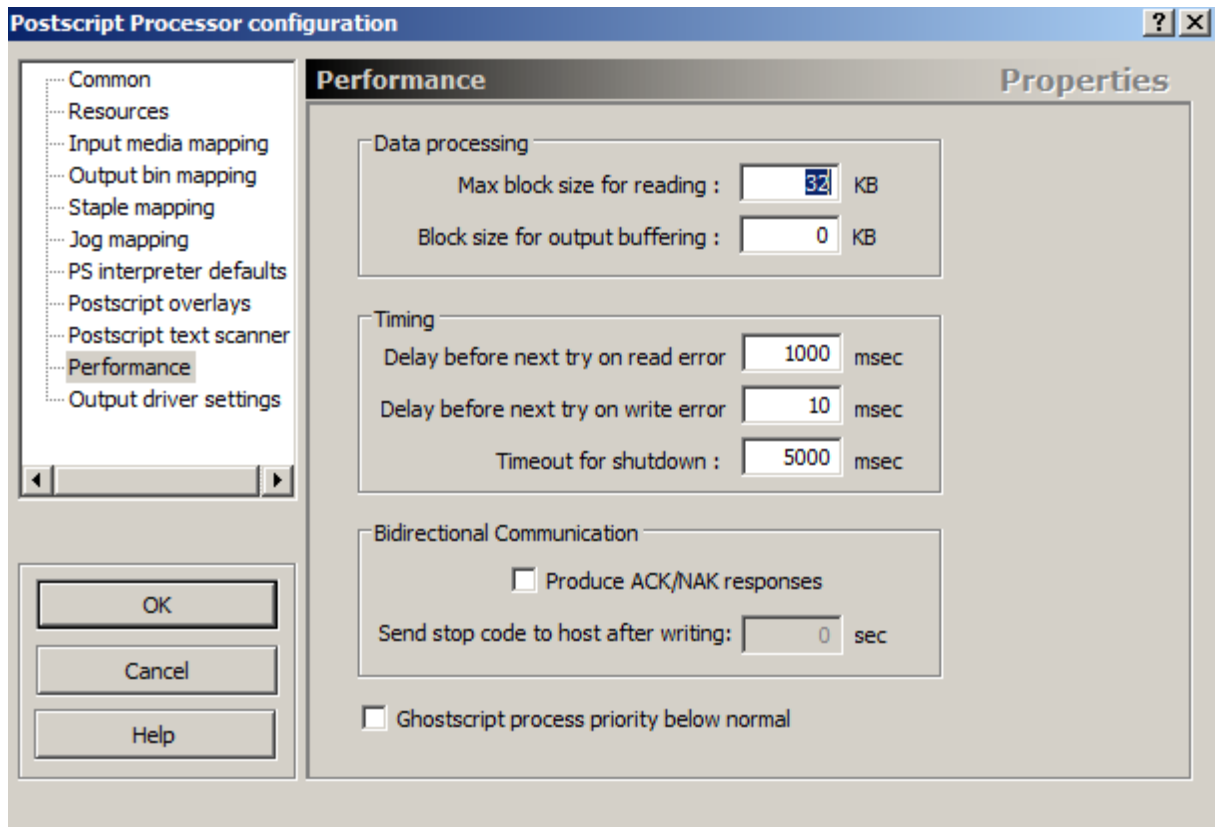 Postscript Processor configuration
Common
Resources
Input media mapping
Output bin mapping
Staple mapping
Jog mapping
PS interpreter defaults
Postscript overlays
Postscript text scanner
Performance
Output driver settings
OK
Cancel
Help
Performance Properties
Data processing
Max block size for reading : 32 KB
Block size for output buffering : 0 KB
Timing
Delay before next try on read error 1000 msec
Delay before next try on write error 10 msec
Timeout for shutdown : 5000 msec
Bidirectional Communication
Produce ACK/NAK responses
Send stop code to host after writing: 0 sec
Ghostscript process priority below normal